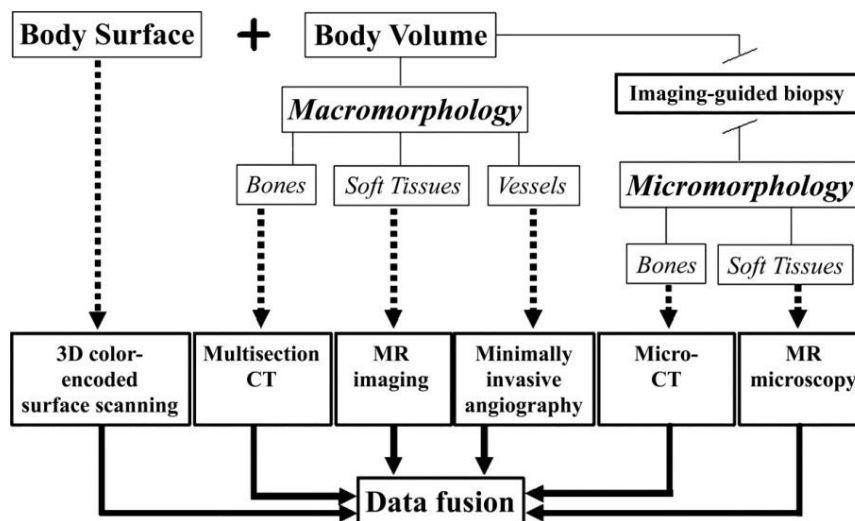 Body Surface + Body Volume
Imaging-guided biopsy
Macromorphology
Bones
Soft Tissues
Vessels
Micromorphology
Bones
Soft Tissues
3D color-
encoded
surface scanning
Multisection
CT
MR
imaging
Minimally
invasive
angiography
Micro-
CT
MR
microscopy
Data fusion